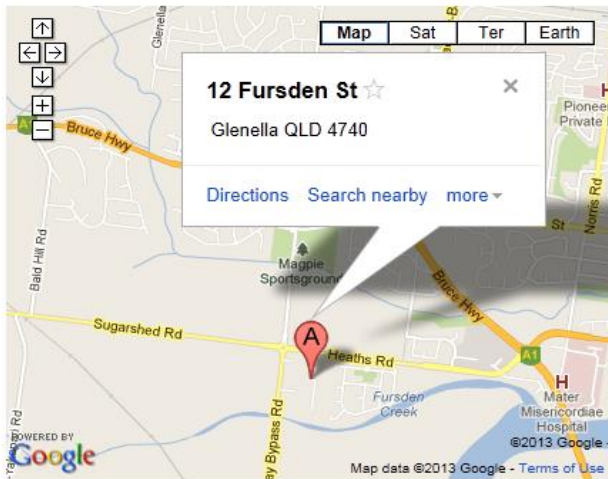 Map Sat Ter Earth
Glenella
12 Fursden St
Glenella QLD 4740
Directions Search nearby more
A1
Bruce Hwy
H
Pioneer
Private
Norris Rd
St
Bald Hill Rd
Magpie
Sportsground
Bruce Hwy
Sugarshed Rd
A
Heaths Rd
A1
H
Mater
Misericordiae
Hospital
Fursden
Creek
Bypass Rd
POWERED BY
Google
©2013 Google -
Map data ©2013 Google - Terms of Use